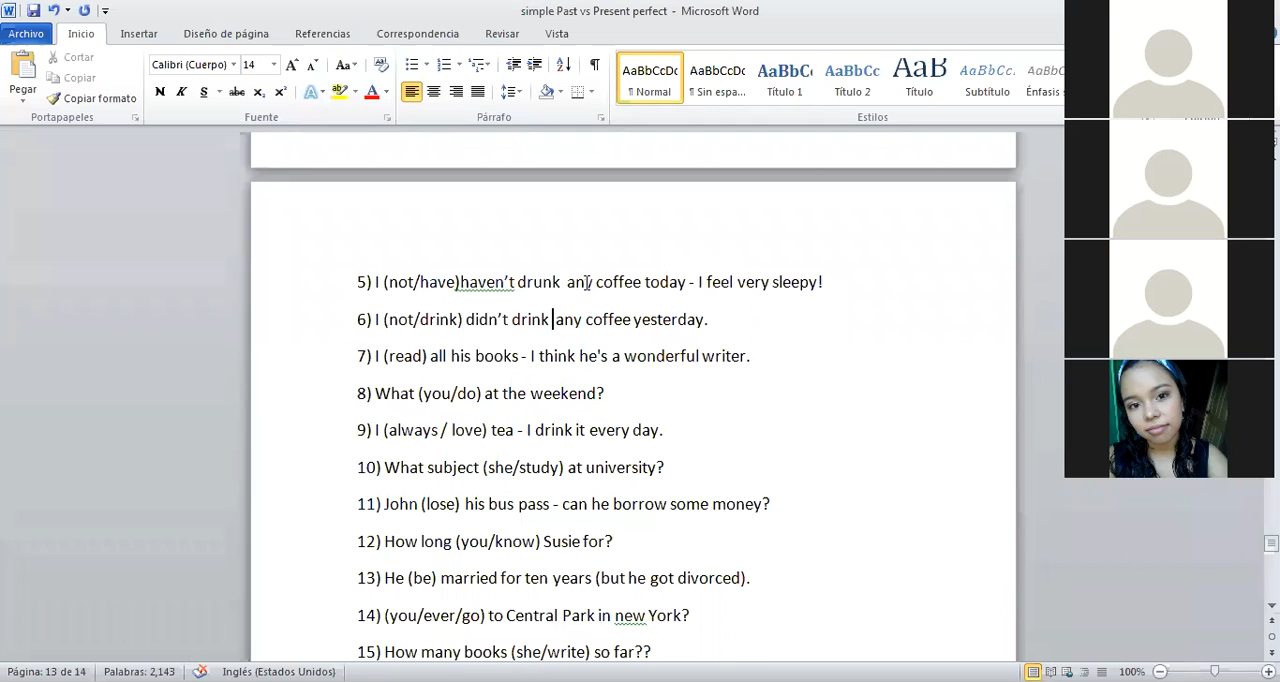 simple Past vs Present perfect - Microsoft Word
Archivo Inicio Insertar Diseño de página Referencias Correspondencia Revisar Vista
Pegar
Cortar
Copiar
Copiar formato
Portapapeles
Calibri (Cuerpo) 14
Fuente
Párrafo
AaBbCcDc AaBbCcDc AaBbC AaBbCc AaB AaBbCcDc
¶ Normal ¶ Sin espa... Título 1 Título 2 Título Subtítulo Énfasis
Estilos
5) I (not/have)haven't drunk any coffee today - I feel very sleepy!
6) I (not/drink) didn't drink any coffee yesterday.
7) I (read) all his books - I think he's a wonderful writer.
8) What (you/do) at the weekend?
9) I (always / love) tea - I drink it every day.
10) What subject (she/study) at university?
11) John (lose) his bus pass - can he borrow some money?
12) How long (you/know) Susie for?
13) He (be) married for ten years (but he got divorced).
14) (you/ever/go) to Central Park in new York?
15) How many books (she/write) so far??
Página: 13 de 14 Palabras: 2,143 Inglés (Estados Unidos) 100%